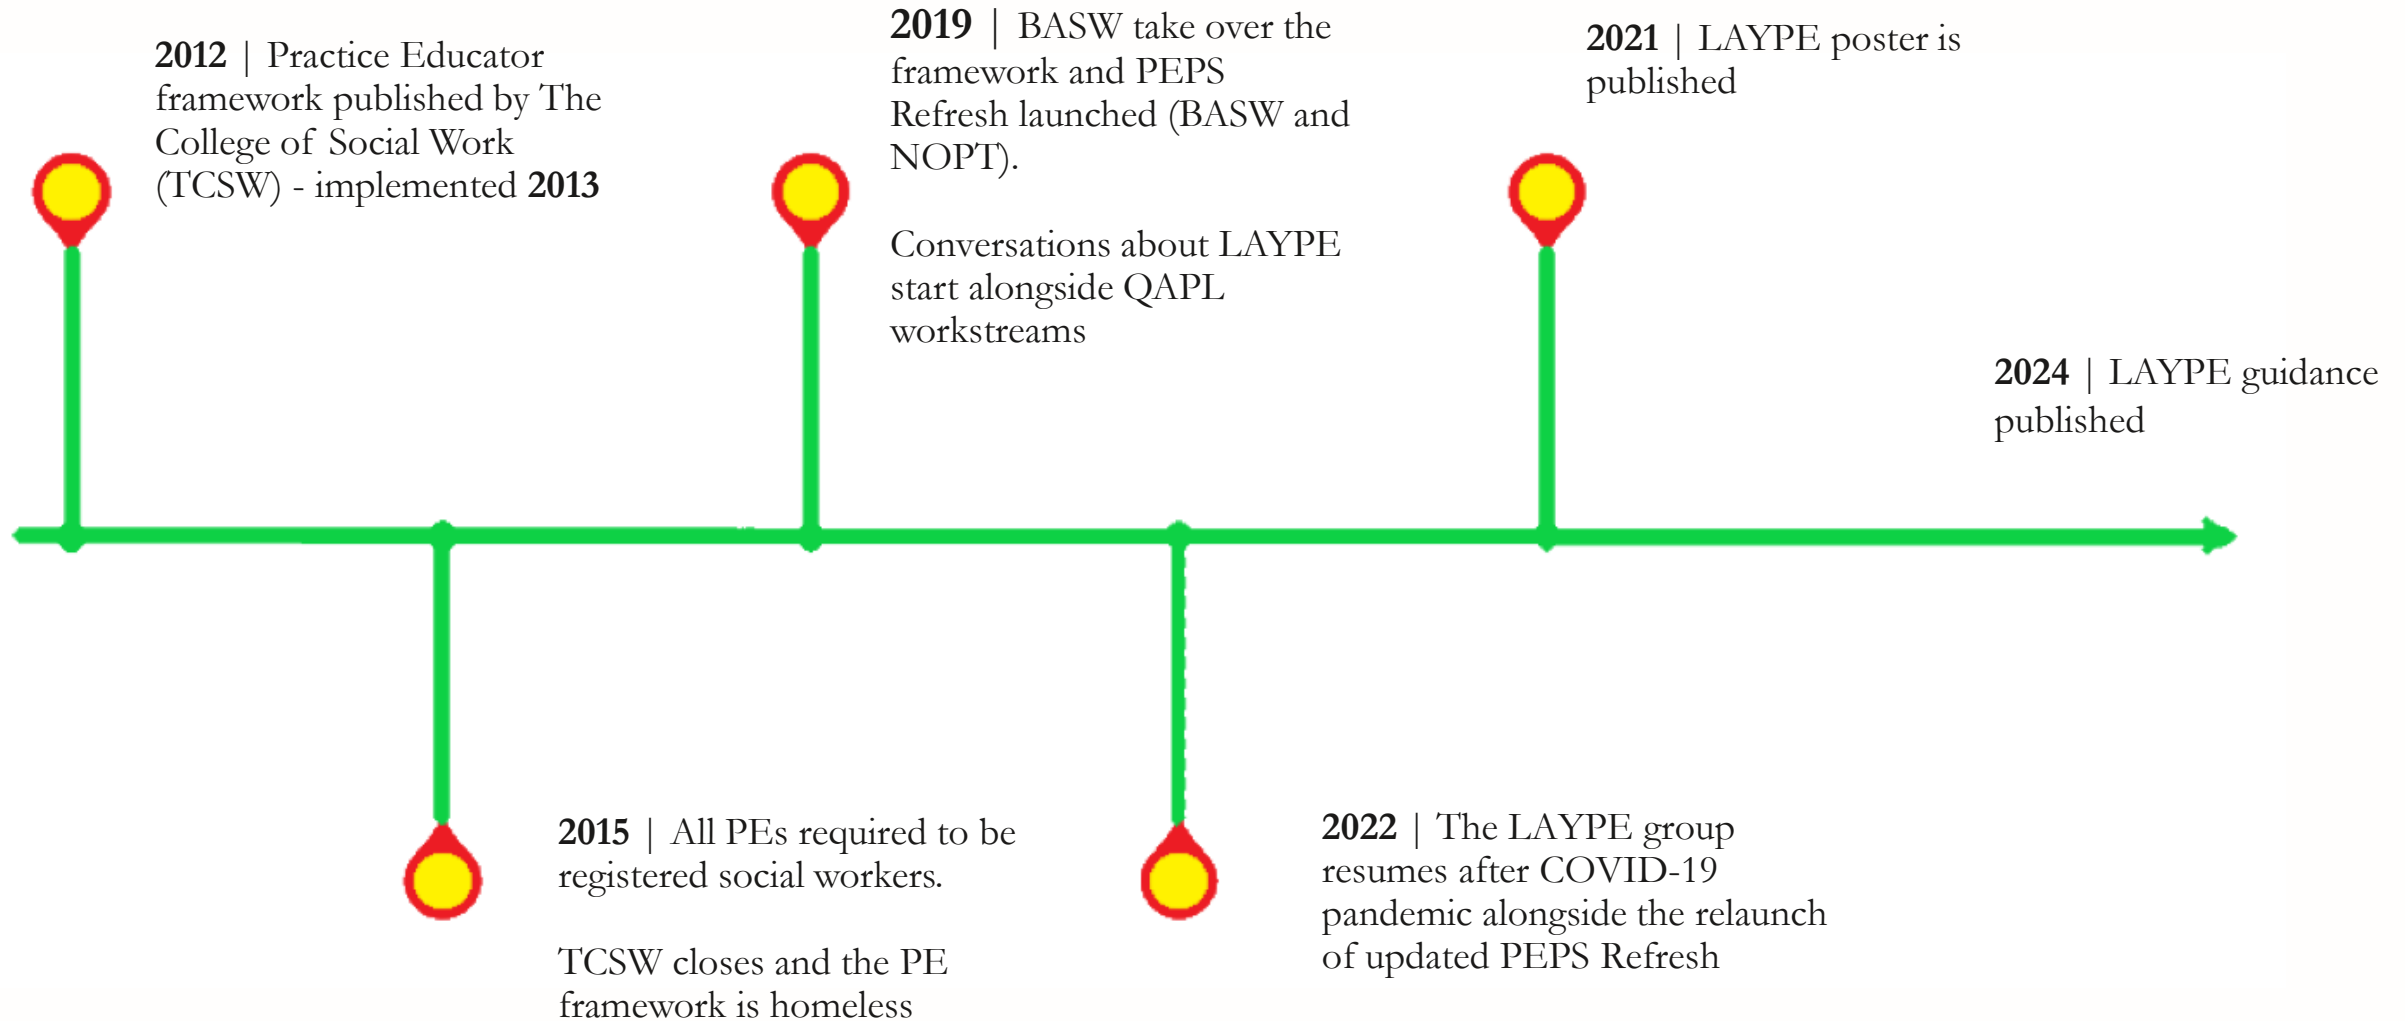 2012 | Practice Educator
framework published by The
College of Social Work
(TCSW) - implemented 2013
2015 | All PEs required to be
registered social workers.
TCSW closes and the PE
framework is homeless
2019 | BASW take over the
framework and PEPS
Refresh launched (BASW and
NOPT).
Conversations about LAYPE
start alongside QAPL
workstreams
2022 | The LAYPE group
resumes after COVID-19
pandemic alongside the relaunch
of updated PEPS Refresh
2021 | LAYPE poster is
published
2024 | LAYPE guidance
published